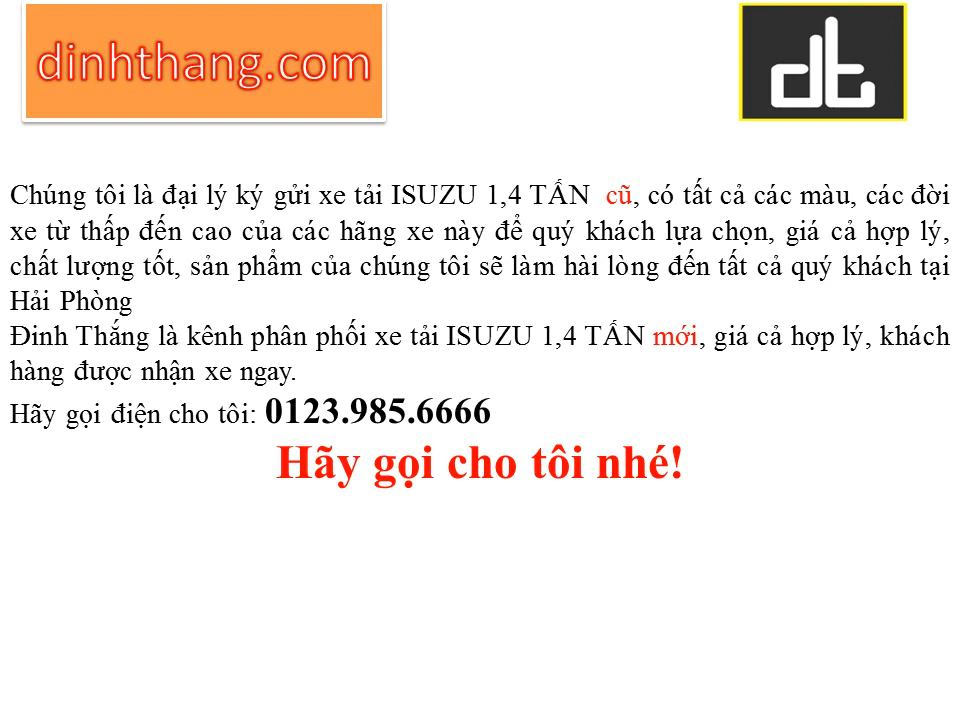 dinhthang.com
dt
Chúng tôi là đại lý ký gửi xe tải ISUZU 1,4 TẤN cũ, có tất cả các màu, các đời
xe từ thấp đến cao của các hãng xe này để quý khách lựa chọn, giá cả hợp lý,
chất lượng tốt, sản phẩm của chúng tôi sẽ làm hài lòng đến tất cả quý khách tại
Hải Phòng
Đinh Thắng là kênh phân phối xe tải ISUZU 1,4 TẤN mới, giá cả hợp lý, khách
hàng được nhận xe ngay.
Hãy gọi điện cho tôi: 0123.985.6666
Hãy gọi cho tôi nhé!